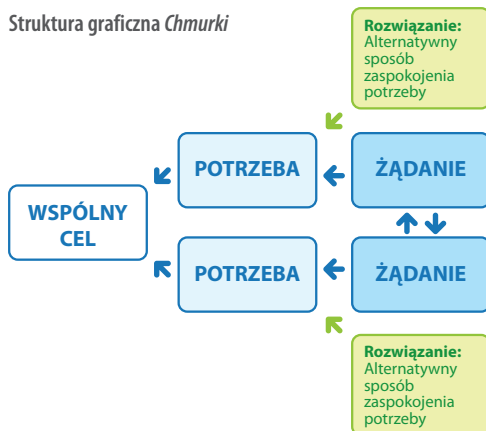 Struktura graficzna Chmurki
Rozwiązanie:
Alternatywny
sposób
zaspokojenia
potrzeby
POTRZEBA
ŻĄDANIE
WSPÓLNY
CEL
POTRZEBA
ŻĄDANIE
Rozwiązanie:
Alternatywny
sposób
zaspokojenia
potrzeby